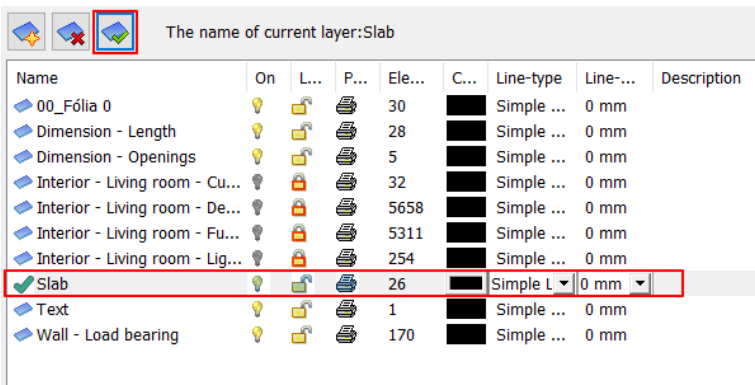 The name of current layer:Slab
Name On L... P... Ele... C... Line-type Line-... Description
00_Fólia 0 30 Simple ... 0 mm
Dimension - Length 28 Simple ... 0 mm
Dimension - Openings 5 Simple ... 0 mm
Interior - Living room - Cu... 32 Simple ... 0 mm
Interior - Living room - De... 5658 Simple ... 0 mm
Interior - Living room - Fu... 5311 Simple ... 0 mm
Interior - Living room - Lig... 254 Simple ... 0 mm
Slab 26 Simple L 0 mm
Text 1 Simple ... 0 mm
Wall - Load bearing 170 Simple ... 0 mm